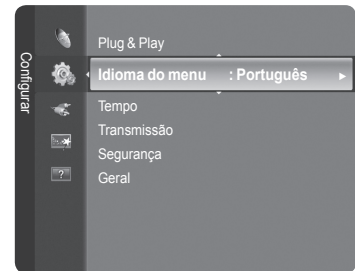 Configurar
Plug & Play
Idioma do menu : Português
Tempo
Transmissão
Segurança
Geral
?